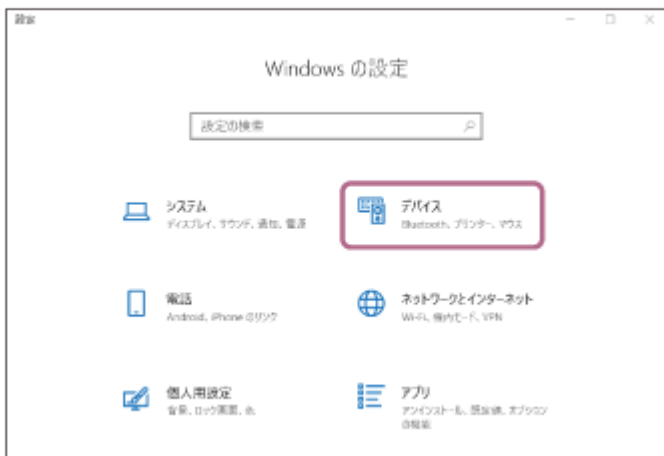 設定
Windows の設定
設定の検索
システム
ディスプレイ、サウンド、通知、電源
デバイス
Bluetooth、プリンター、マウス
電話
Android、iPhone のリンク
ネットワークとインターネット
Wi-Fi、機内モード、VPN
個人用設定
背景、ロック画面、色
アプリ
アンインストール、既定値、オプション
の機能